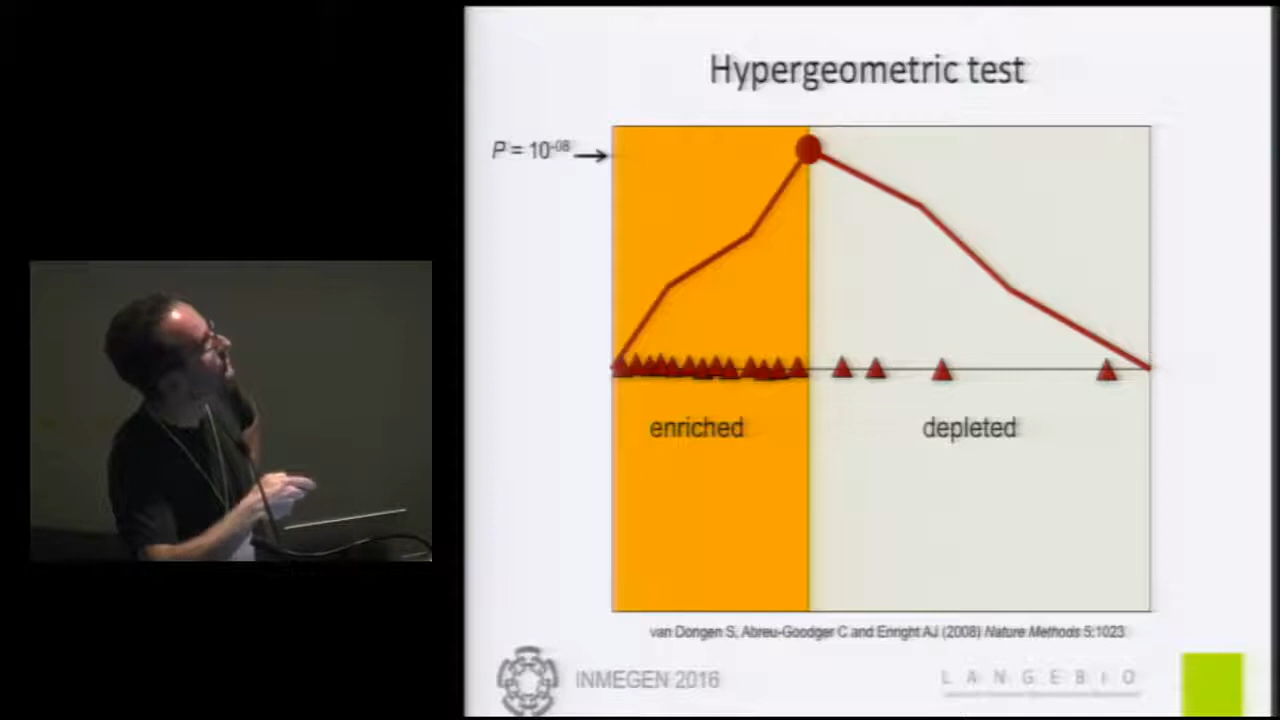 Hypergeometric test
P = 10-08
enriched
depleted
van Dongen S, Abreu-Goodger C and Enright AJ (2008) Nature Methods 5:1023
INMEGEN 2016
LANGEBIO